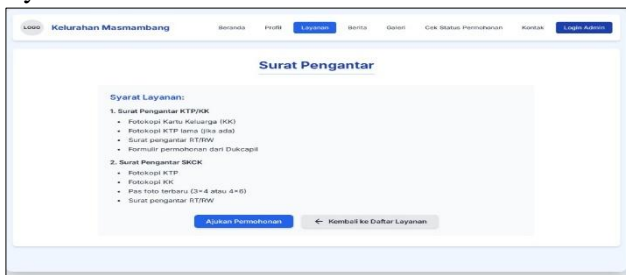 LOGO Kelurahan Masmambang Beranda Profil Layanan Berita Galeri Cek Status Permohonan Kontak Login Admin
Surat Pengantar
Syarat Layanan:
1. Surat Pengantar KTP/KK
• Fotokopi Kartu Keluarga (KK)
• Fotokopi KTP lama (jika ada)
• Surat pengantar RT/RW
• Formulir permohonan dari Dukcapil
2. Surat Pengantar SKCK
• Fotokopi KTP
• Fotokopi KK
• Pas foto terbaru (3×4 atau 4×6)
• Surat pengantar RT/RW
Ajukan Permohonan ← Kembali ke Daftar Layanan